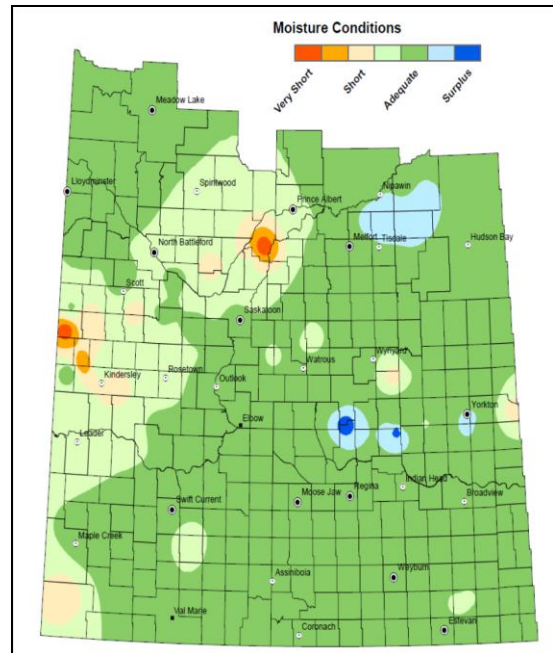 Moisture Conditions
Very Short
Short
Adequate
Surplus
Meadow Lake
Lloydminster
Spiritwood
Nipawin
Prince Albert
North Battleford
Melfort
Tisdale
Hudson Bay
Scott
Saskatoon
Watrous
Wynyard
Kindersley
Rosetown
Outlook
Elbow
Yorkton
Leader
Swift Current
Moose Jaw
Regina
Indian Head
Broadview
Maple Creek
Assiniboia
Weyburn
Val Marie
Coronach
Estevan